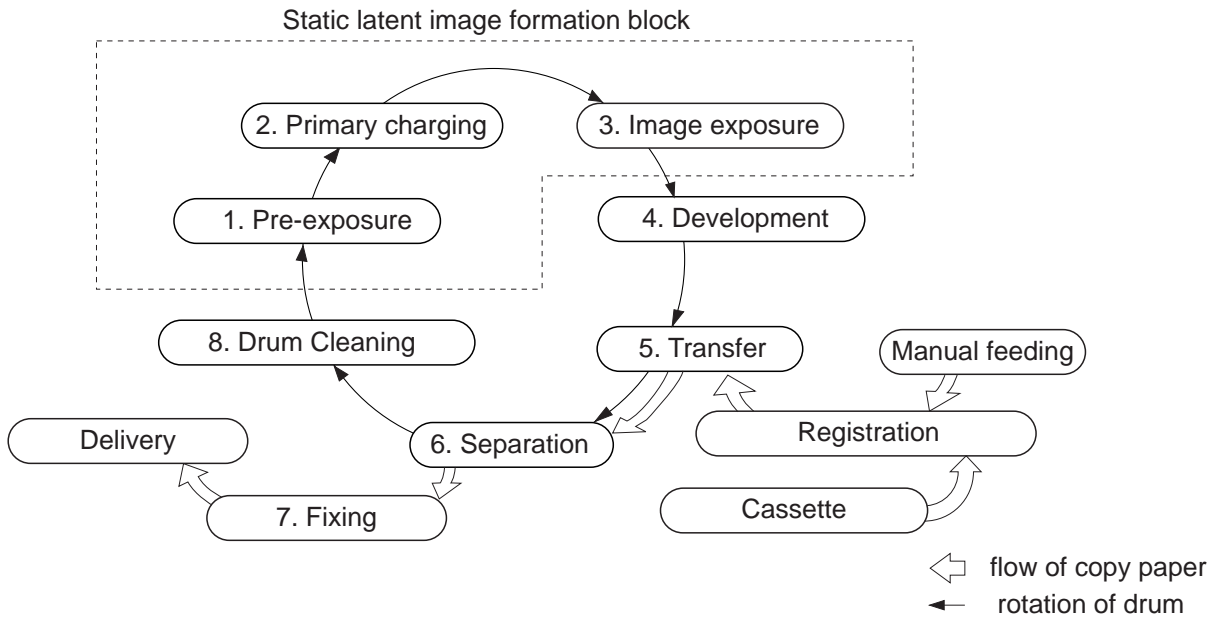 Static latent image formation block
2. Primary charging
3. Image exposure
1. Pre-exposure
4. Development
8. Drum Cleaning
5. Transfer
Manual feeding
Delivery
6. Separation
Registration
7. Fixing
Cassette
flow of copy paper
rotation of drum